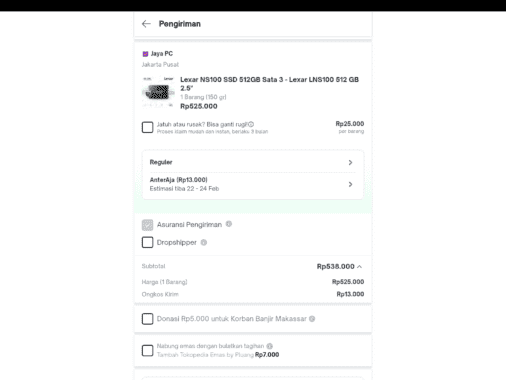 Pengiriman
Jaya PC
Jakarta Pusat
Lexar NS100 SSD 512GB Sata 3 - Lexar LNS100 512 GB
2.5"
1 Barang (150 gr)
Rp525.000
Jatuh atau rusak? Bisa ganti rugi!
Rp25.000
Proses klaim mudah dan instan, berlaku 3 bulan
per barang
Reguler
AnterAja (Rp13.000)
Estimasi tiba 22 - 24 Feb
Asuransi Pengiriman
Dropshipper
Subtotal
Rp538.000
Harga (1 Barang)
Rp525.000
Ongkos Kirim
Rp13.000
Donasi Rp5.000 untuk Korban Banjir Makassar
Nabung emas dengan bulatkan tagihan
Tambah Tokopedia Emas by Pluang Rp7.000